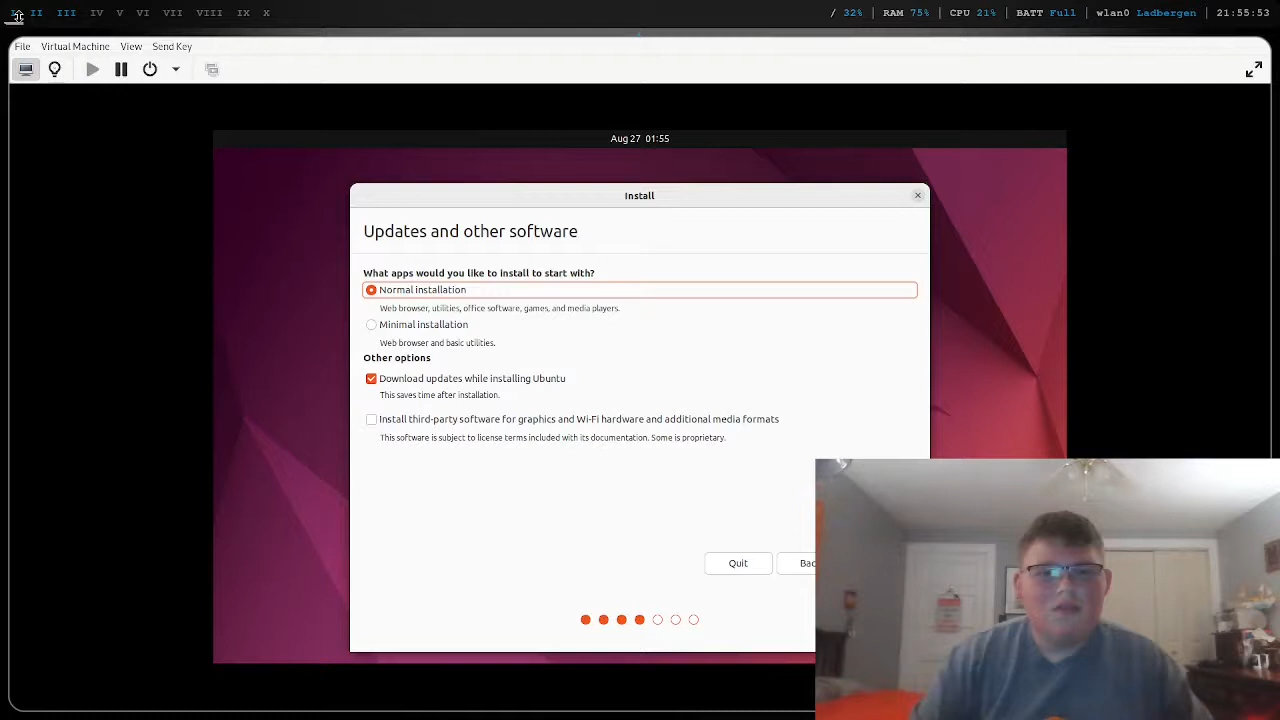 I II III IV V VI VII VIII IX X / 32% | RAM 75% | CPU 21% | BATT Full | wlan0 Ladbergen | 21:55:53
File Virtual Machine View Send Key
Aug 27 01:55
Install
Updates and other software
What apps would you like to install to start with?
Normal installation
Web browser, utilities, office software, games, and media players.
Minimal installation
Web browser and basic utilities.
Other options
Download updates while installing Ubuntu
This saves time after installation.
Install third-party software for graphics and Wi-Fi hardware and additional media formats
This software is subject to license terms included with its documentation. Some is proprietary.
Quit